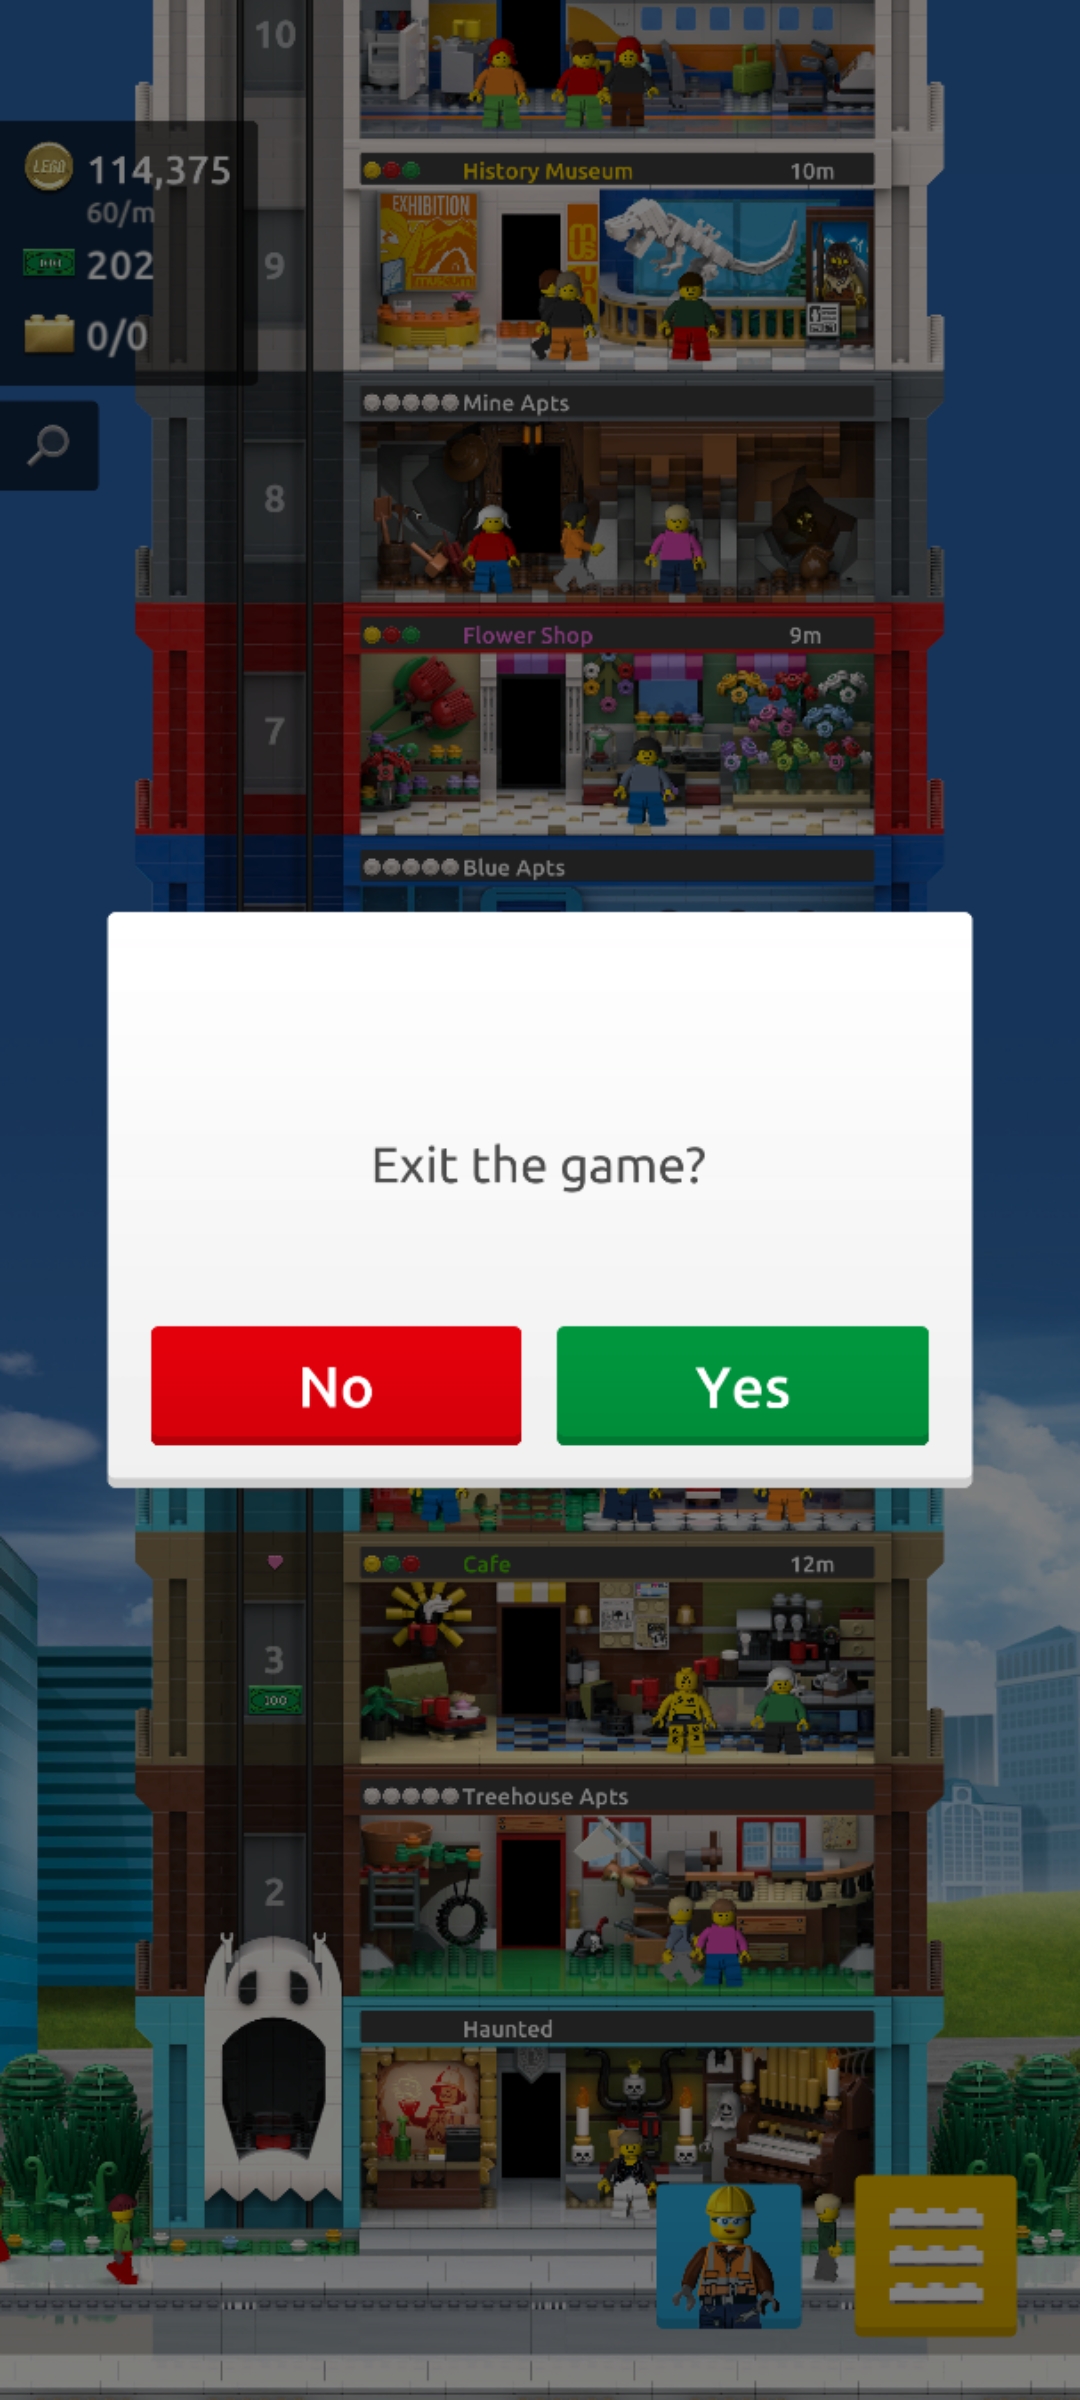 10
LEGO
114,375
60/m
202
0/0
History Museum 10m
EXHIBITION
museum
9
Mine Apts
8
Flower Shop 9m
7
Blue Apts
Exit the game?
No Yes
Cafe 12m
3
100
Treehouse Apts
2
Haunted